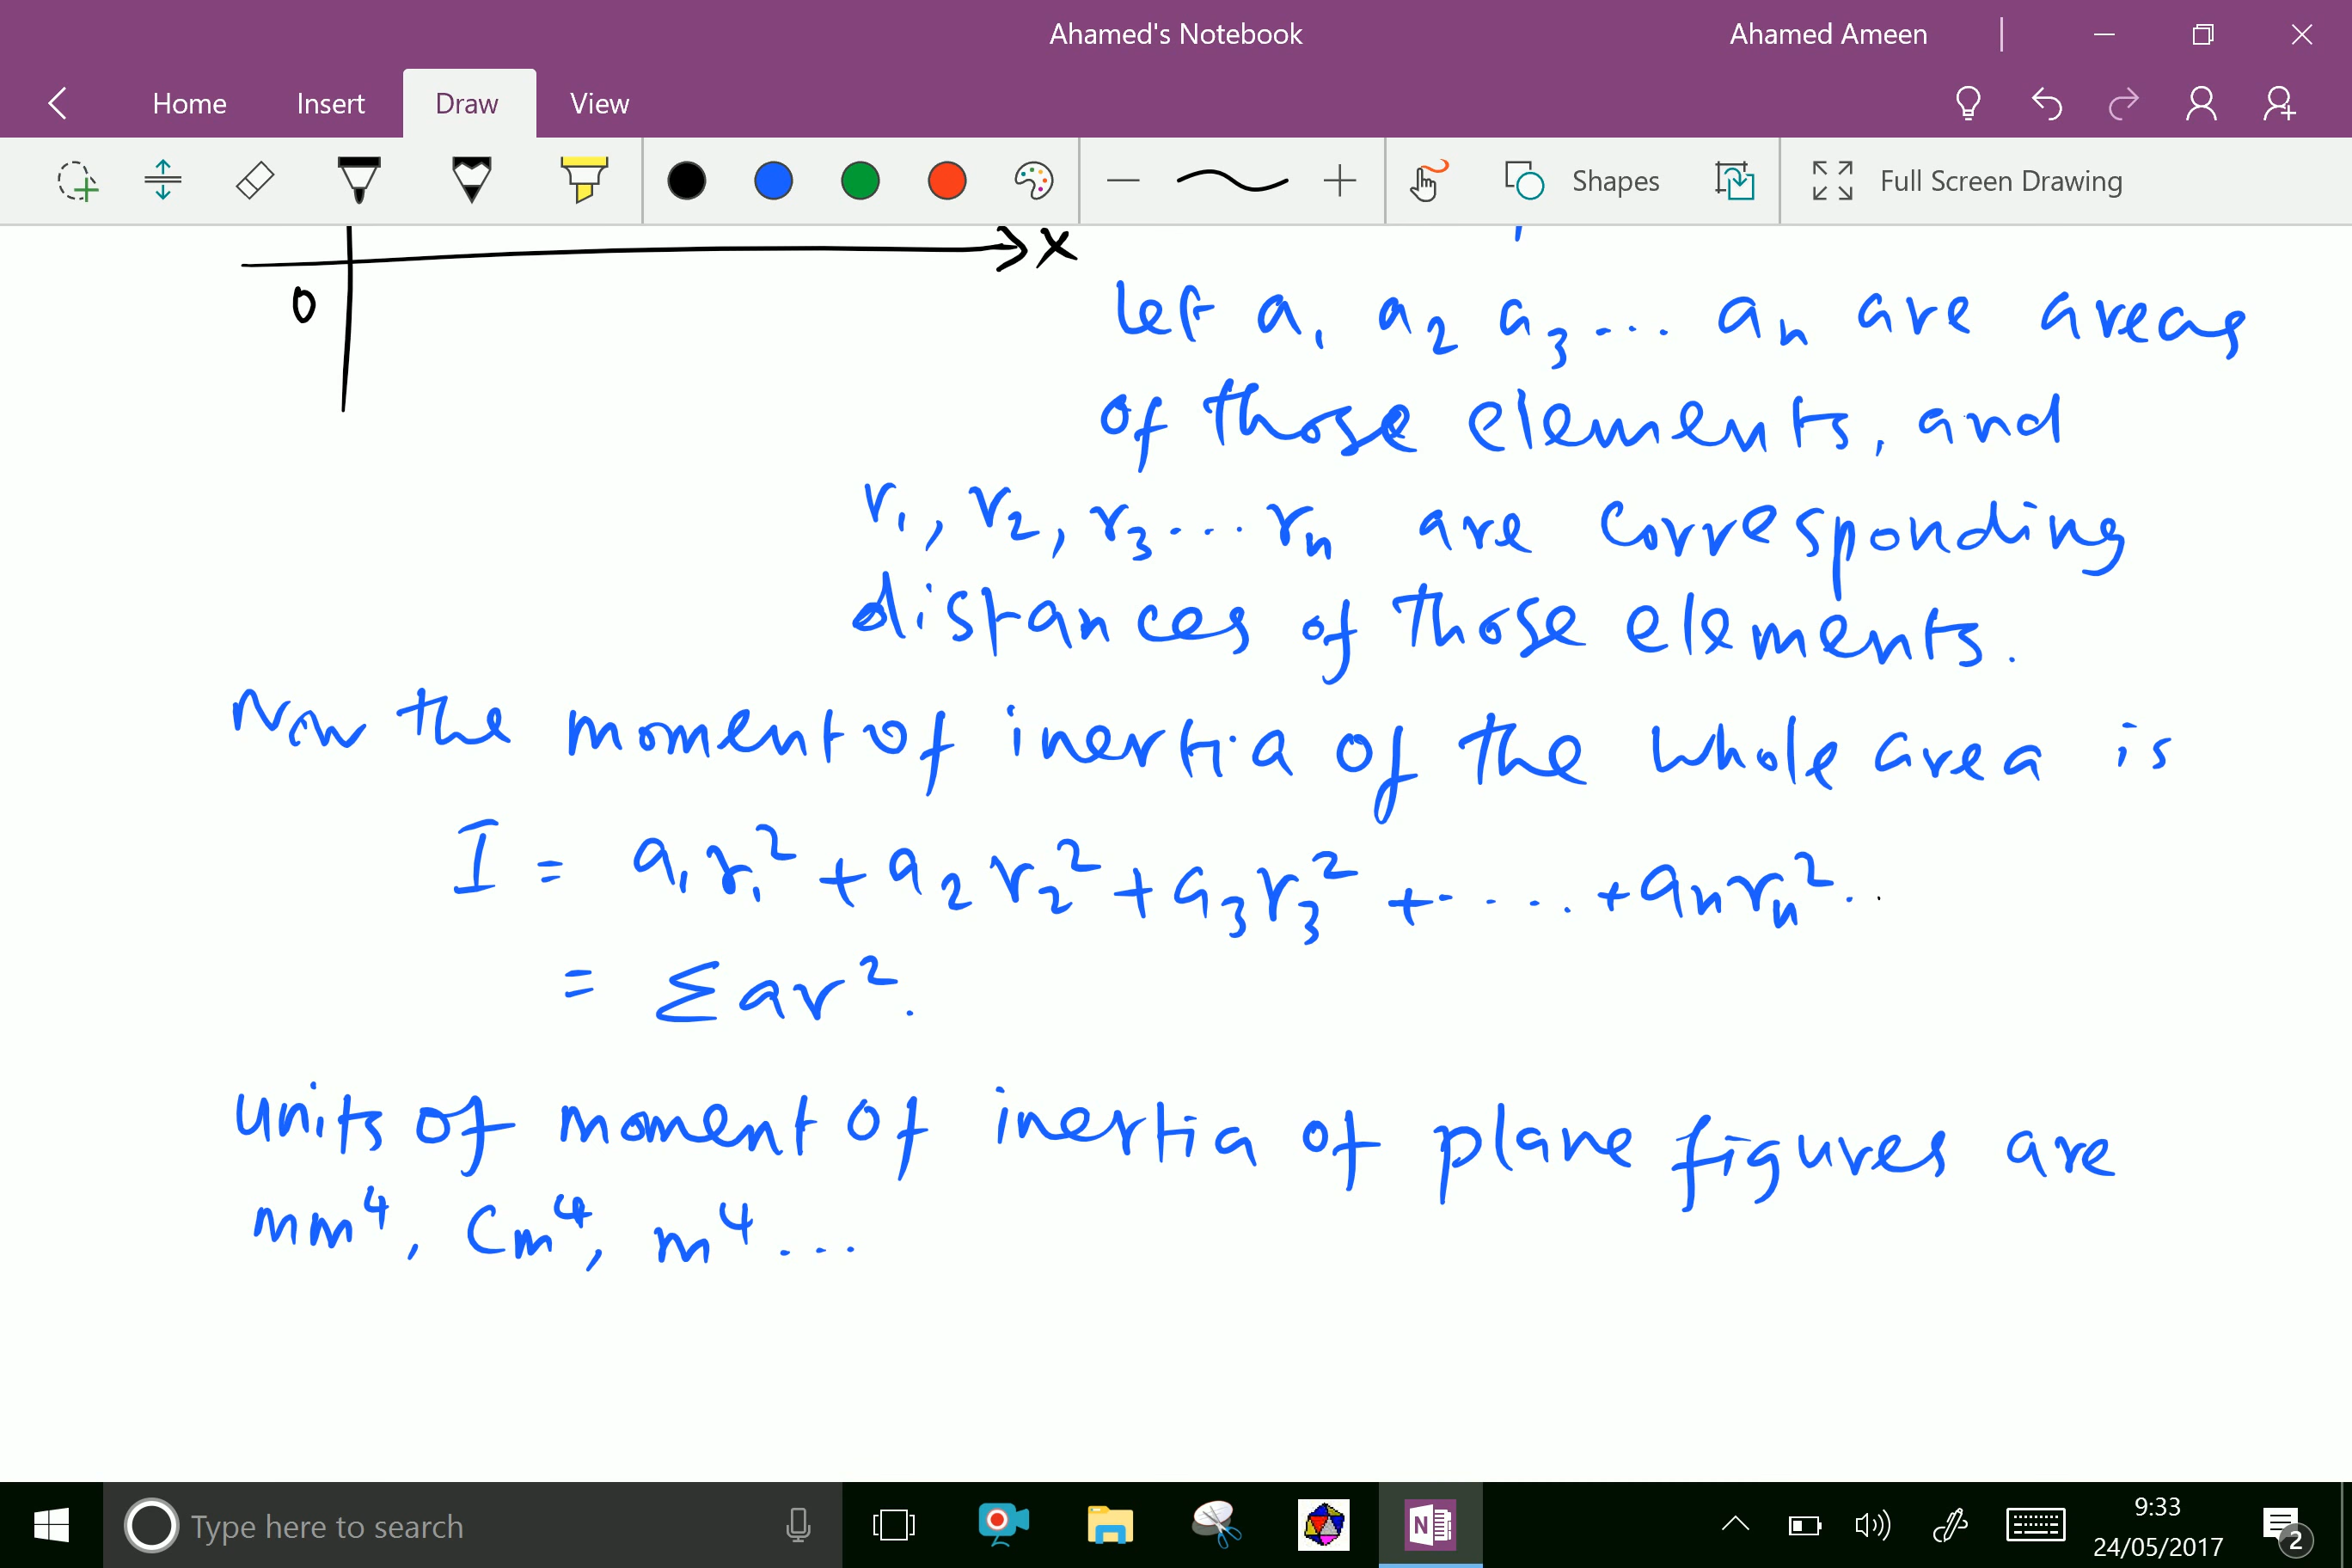 Ahamed's Notebook
Ahamed Ameen
Home Insert Draw View
Shapes
Full Screen Drawing
x
0
let a₁ a₂ a₃ ... aₙ are areas
of those elements, and
r₁, r₂, r₃ ... rₙ are corresponding
distances of those elements.
Now the moment of inertia of the whole area is
I = a₁r₁² + a₂r₂² + a₃r₃² + ..... + aₙrₙ² ..
= Σar².
units of moment of inertia of plane figures are
mm⁴, Cm⁴, m⁴ ...
Type here to search
N
9:33
24/05/2017
2